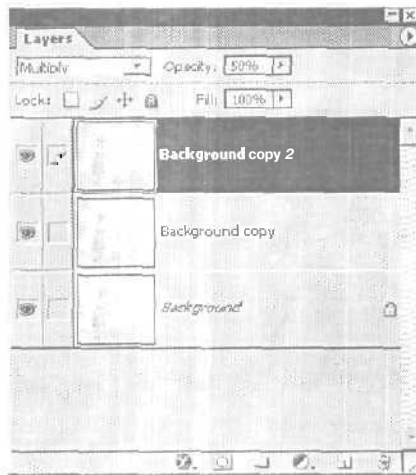 Layers
Multiply Opacity: 50%
Lock: Fill: 100%
Background copy 2
Background copy
Background